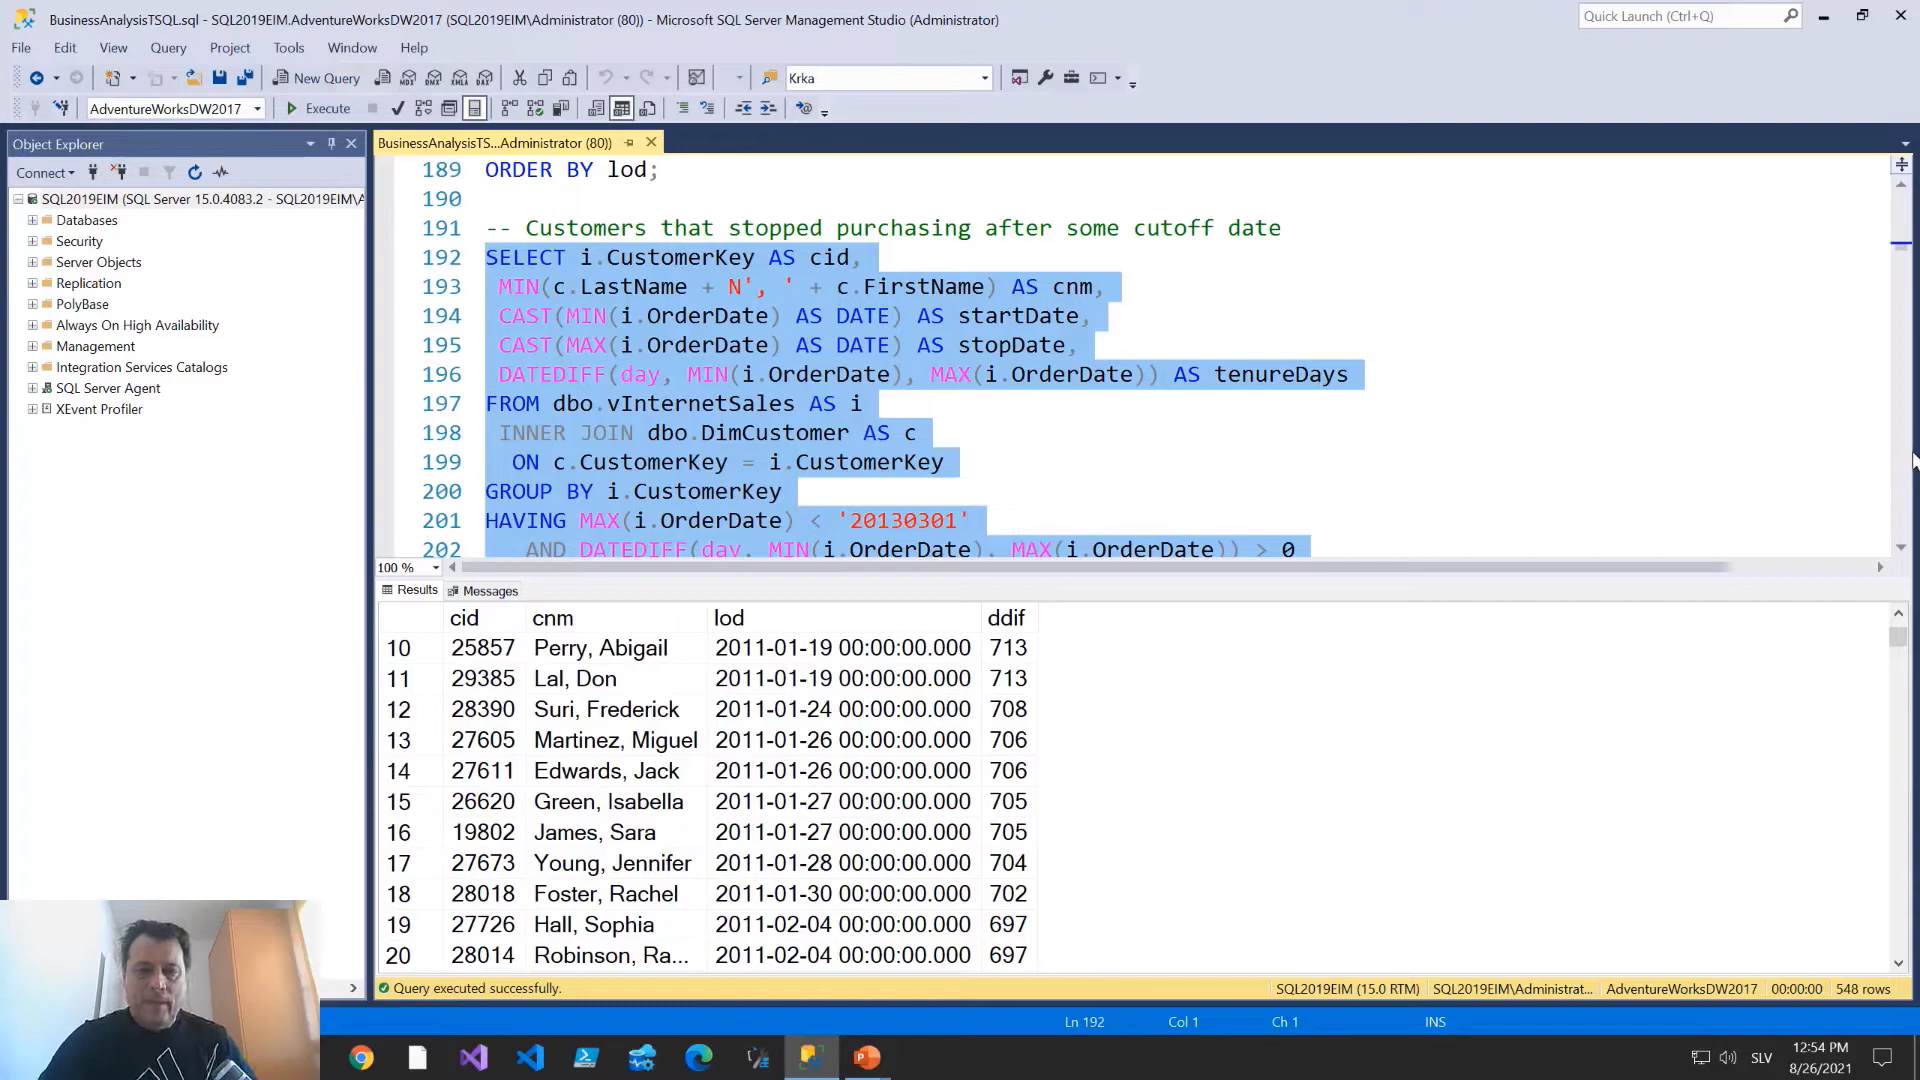 BusinessAnalysisTSQL.sql - SQL2019EIM.AdventureWorksDW2017 (SQL2019EIM\Administrator (80)) - Microsoft SQL Server Management Studio (Administrator)
Quick Launch (Ctrl+Q)
File Edit View Query Project Tools Window Help
New Query
MDX DMX XMLA DAX
Krka
AdventureWorksDW2017
Execute
Object Explorer
BusinessAnalysisTS...Administrator (80))
Connect
SQL2019EIM (SQL Server 15.0.4083.2 - SQL2019EIM\A
Databases
Security
Server Objects
Replication
PolyBase
Always On High Availability
Management
Integration Services Catalogs
SQL Server Agent
XEvent Profiler
189 ORDER BY lod;
190
191 -- Customers that stopped purchasing after some cutoff date
192 SELECT i.CustomerKey AS cid,
193 MIN(c.LastName + N', ' + c.FirstName) AS cnm,
194 CAST(MIN(i.OrderDate) AS DATE) AS startDate,
195 CAST(MAX(i.OrderDate) AS DATE) AS stopDate,
196 DATEDIFF(day, MIN(i.OrderDate), MAX(i.OrderDate)) AS tenureDays
197 FROM dbo.vInternetSales AS i
198 INNER JOIN dbo.DimCustomer AS c
199 ON c.CustomerKey = i.CustomerKey
200 GROUP BY i.CustomerKey
201 HAVING MAX(i.OrderDate) < '20130301'
202 AND DATEDIFF(day, MIN(i.OrderDate), MAX(i.OrderDate)) > 0
100 %
Results Messages
cid cnm lod ddif
10 25857 Perry, Abigail 2011-01-19 00:00:00.000 713
11 29385 Lal, Don 2011-01-19 00:00:00.000 713
12 28390 Suri, Frederick 2011-01-24 00:00:00.000 708
13 27605 Martinez, Miguel 2011-01-26 00:00:00.000 706
14 27611 Edwards, Jack 2011-01-26 00:00:00.000 706
15 26620 Green, Isabella 2011-01-27 00:00:00.000 705
16 19802 James, Sara 2011-01-27 00:00:00.000 705
17 27673 Young, Jennifer 2011-01-28 00:00:00.000 704
18 28018 Foster, Rachel 2011-01-30 00:00:00.000 702
19 27726 Hall, Sophia 2011-02-04 00:00:00.000 697
20 28014 Robinson, Ra... 2011-02-04 00:00:00.000 697
Query executed successfully.
SQL2019EIM (15.0 RTM) SQL2019EIM\Administrat... AdventureWorksDW2017 00:00:00 548 rows
Ln 192 Col 1 Ch 1 INS
SLV
12:54 PM
8/26/2021